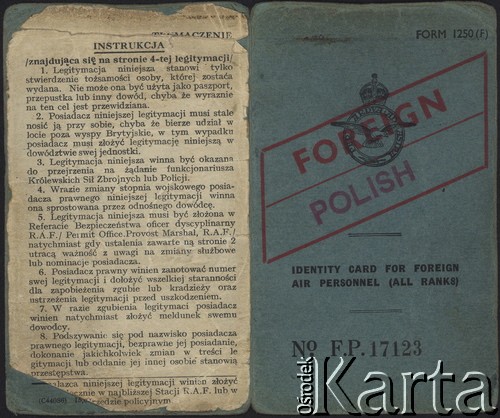 TŁUMACZENIE
INSTRUKCJA
/znajdująca się na stronie 4-tej legitymacji/
1. Legitymacja niniejsza stanowi tylko
stwierdzenie tożsamości osoby, której została
wydana. Nie może ona być użyta jako paszport,
przepustka lub inny dowód, chyba że wyraźnie
na ten cel jest przewidziana.
2. Posiadacz niniejszej legitymacji musi stale
nosić ją przy sobie, chyba że bierze udział w
locie poza wyspy Brytyjskie, w tym wypadku
posiadacz musi złożyć legitymację niniejszą w
dowództwie swej jednostki.
3. Legitymacja niniejsza winna być okazana
do przejrzenia na żądanie funkcjonariusza
Królewskich Sił Zbrojnych lub Policji.
4. Wrazie zmiany stopnia wojskowego posia-
dacza prawnego niniejszej legitymacji winna
ona sprostowana przez odnośnego dowódcę.
5. Legitymacja niniejsza musi być złożona w
Referacie Bezpieczeństwa oficer dyscyplinarny
R.A.F./ Permit Office.Provost Marshal, R.A.F./
natychmiast gdy ustalenia zawarte na stronie 2
utracą ważność z uwagi na zmiany służbowe
lub nominacje posiadacza.
6. Posiadacz prawny winien zanotować numer
swej legitymacji i dołożyć wszelkiej staranności
dla zapobieżenia zgubie lub kradzieży oraz
ustrzeżenia legitymacji przed uszkodzeniem.
7. W razie zgubienia legitymacji posiadacz
winien natychmiast złożyć meldunek swemu
dowódcy.
8. Podszywanie się pod nazwisko posiadacza
prawnego legitymacji, bezprawne jej posiadanie,
dokonanie jakichkolwiek zmian w treści le
gitymacji lub oddanie jej innej osobie stanowią
przestępstwa.
znalazca niniejszej legitymacji winien złożyć
w najbliższej Stacji R.A.F. lub w
policyjnym
FORM 1250 (F)
FOREIGN
POLISH
IDENTITY CARD FOR FOREIGN
AIR PERSONNEL (ALL RANKS)
No F.P. 17123
Ośrodek
Karta